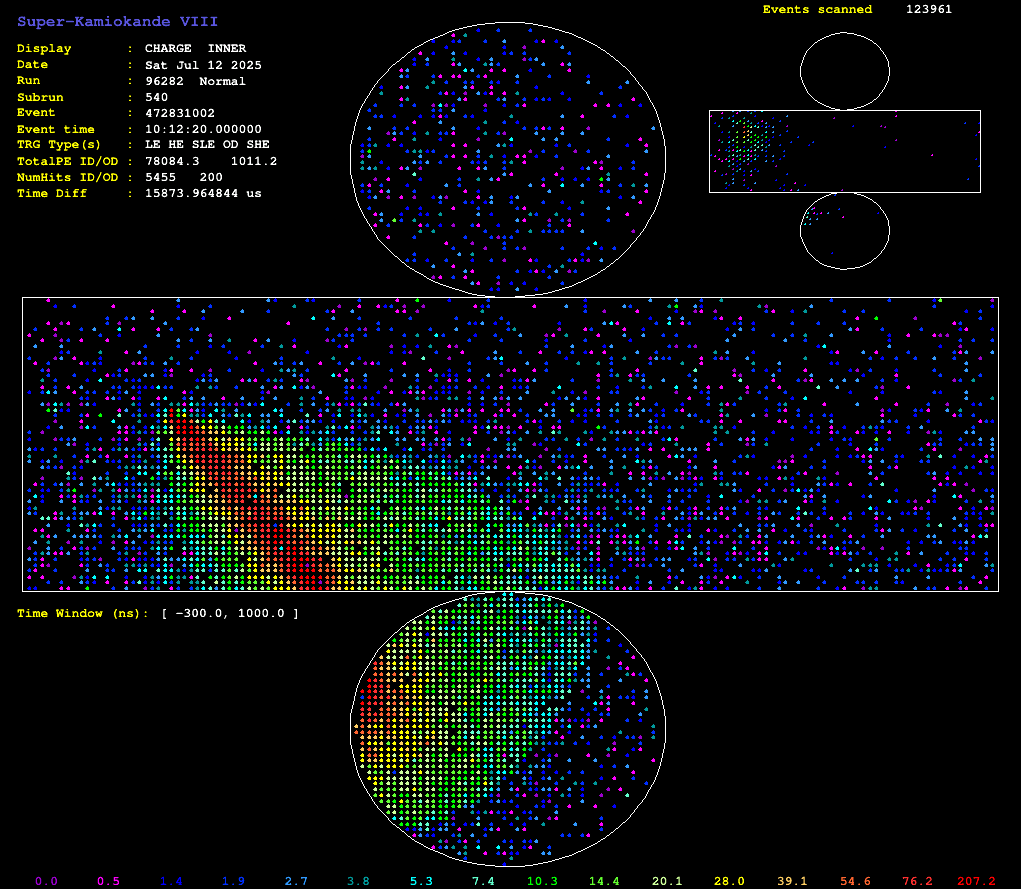 Super-Kamiokande VIII
Events scanned 123961
Display : CHARGE INNER
Date : Sat Jul 12 2025
Run : 96282 Normal
Subrun : 540
Event : 472831002
Event time : 10:12:20.000000
TRG Type(s) : LE HE SLE OD SHE
TotalPE ID/OD : 78084.3 1011.2
NumHits ID/OD : 5455 200
Time Diff : 15873.964844 us
Time Window (ns): [ -300.0, 1000.0 ]
0.0 0.5 1.4 1.9 2.7 3.8 5.3 7.4 10.3 14.4 20.1 28.0 39.1 54.6 76.2 207.2